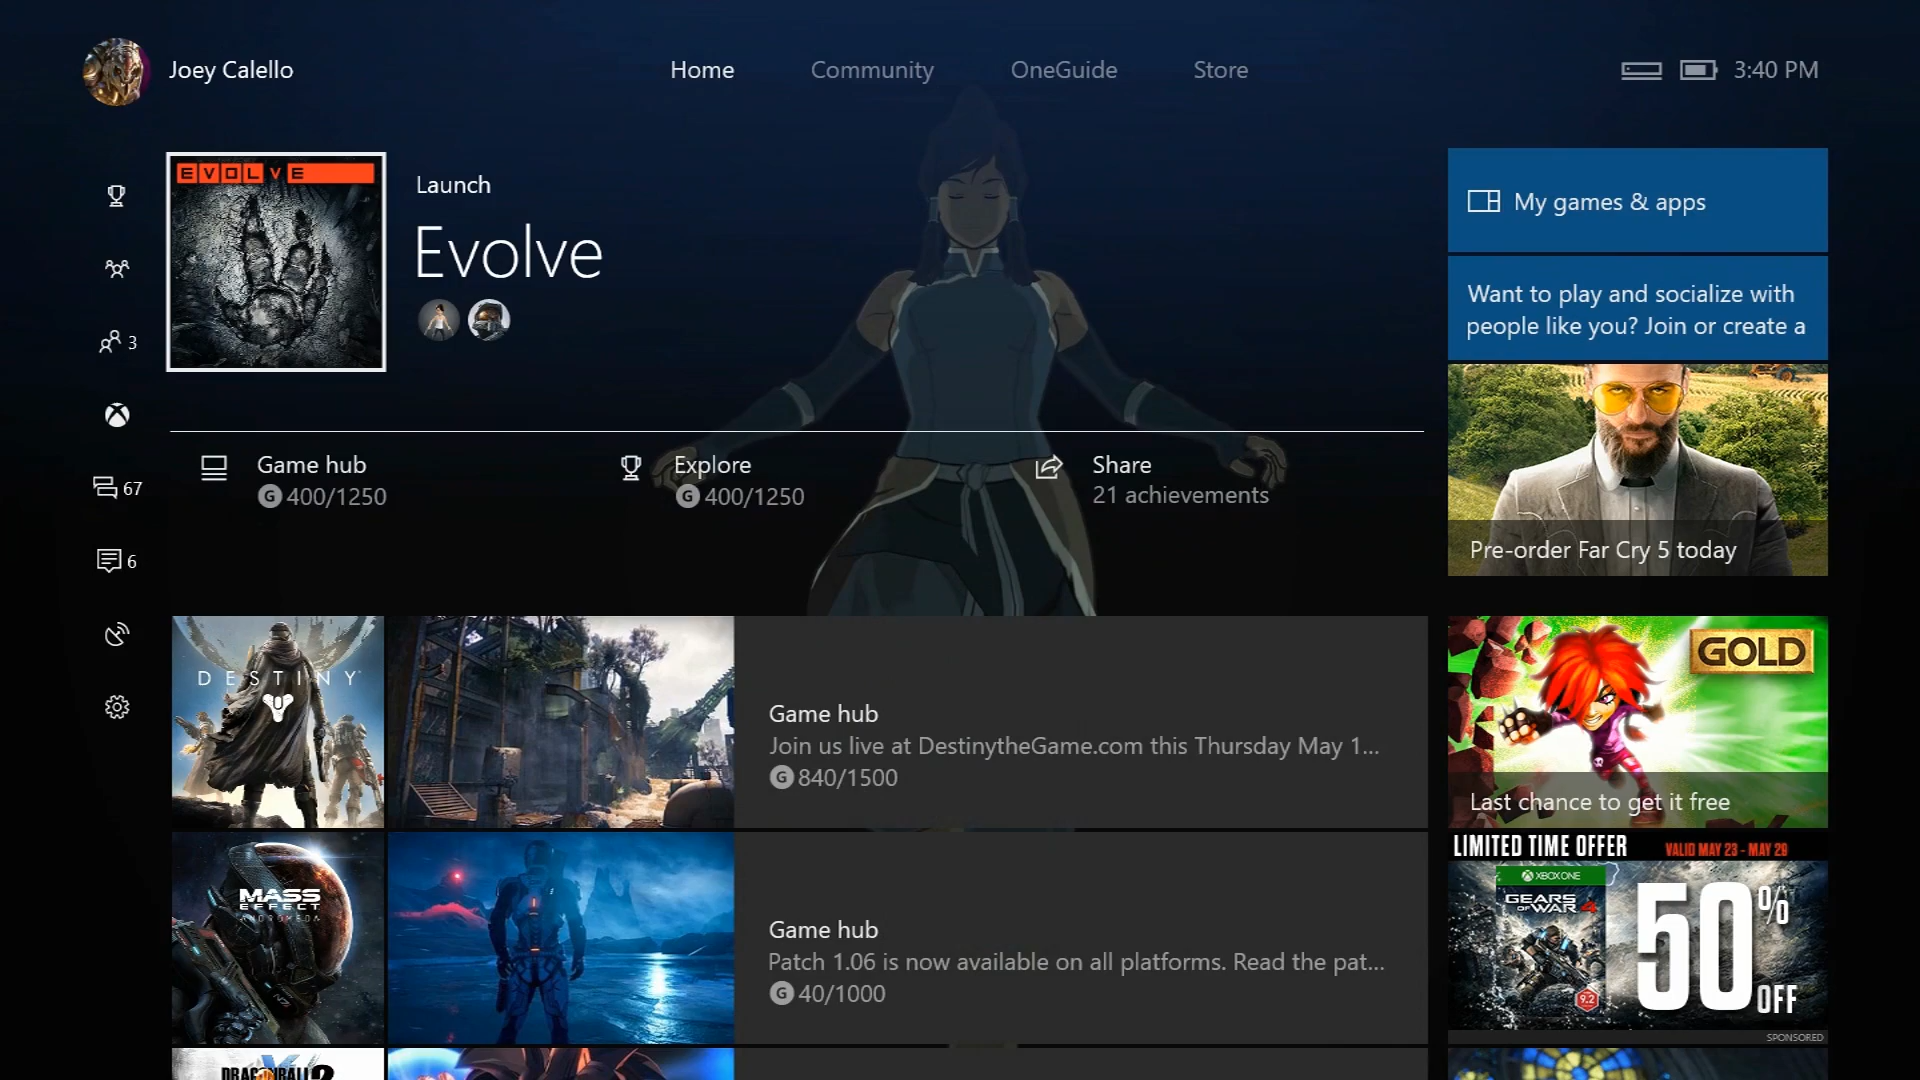 Joey Calello
Home
Community
OneGuide
Store
3:40 PM
EVOLVE
Launch
Evolve
3
67
6
Game hub
G 400/1250
Explore
G 400/1250
Share
21 achievements
My games & apps
Want to play and socialize with
people like you? Join or create a
Pre-order Far Cry 5 today
DESTINY
Game hub
Join us live at DestinytheGame.com this Thursday May 1...
G 840/1500
MASS
EFFECT
ANDROMEDA
N7
Game hub
Patch 1.06 is now available on all platforms. Read the pat...
G 40/1000
GOLD
Last chance to get it free
LIMITED TIME OFFER
VALID MAY 23 - MAY 29
XBOX ONE
GEARS
OF WAR 4
9.2
50%
OFF
SPONSORED